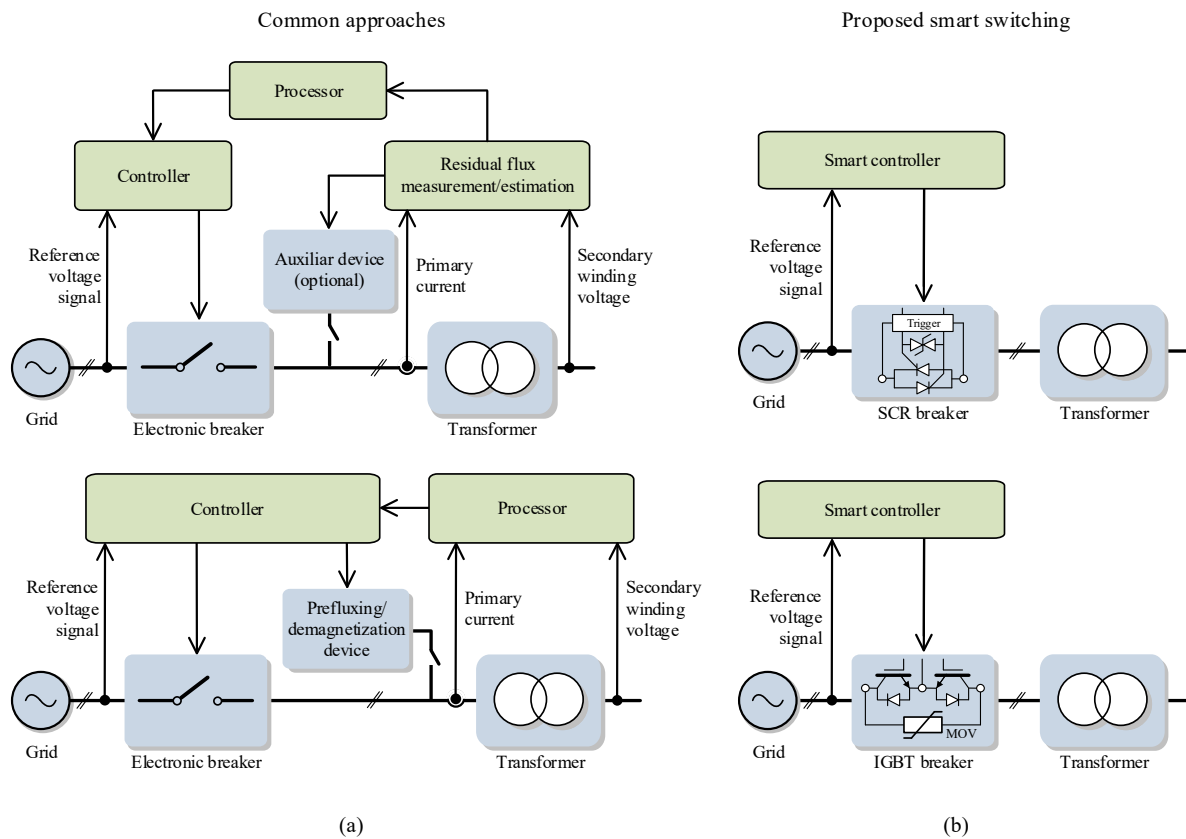 Common approaches
Proposed smart switching
Processor
Controller
Residual flux
measurement/estimation
Reference
voltage
signal
Auxiliar device
(optional)
Primary
current
Secondary
winding
voltage
Grid
Electronic breaker
Transformer
Smart controller
Reference
voltage
signal
Trigger
Grid
SCR breaker
Transformer
Controller
Processor
Reference
voltage
signal
Prefluxing/
demagnetization
device
Primary
current
Secondary
winding
voltage
Grid
Electronic breaker
Transformer
Smart controller
Reference
voltage
signal
MOV
Grid
IGBT breaker
Transformer
(a)
(b)